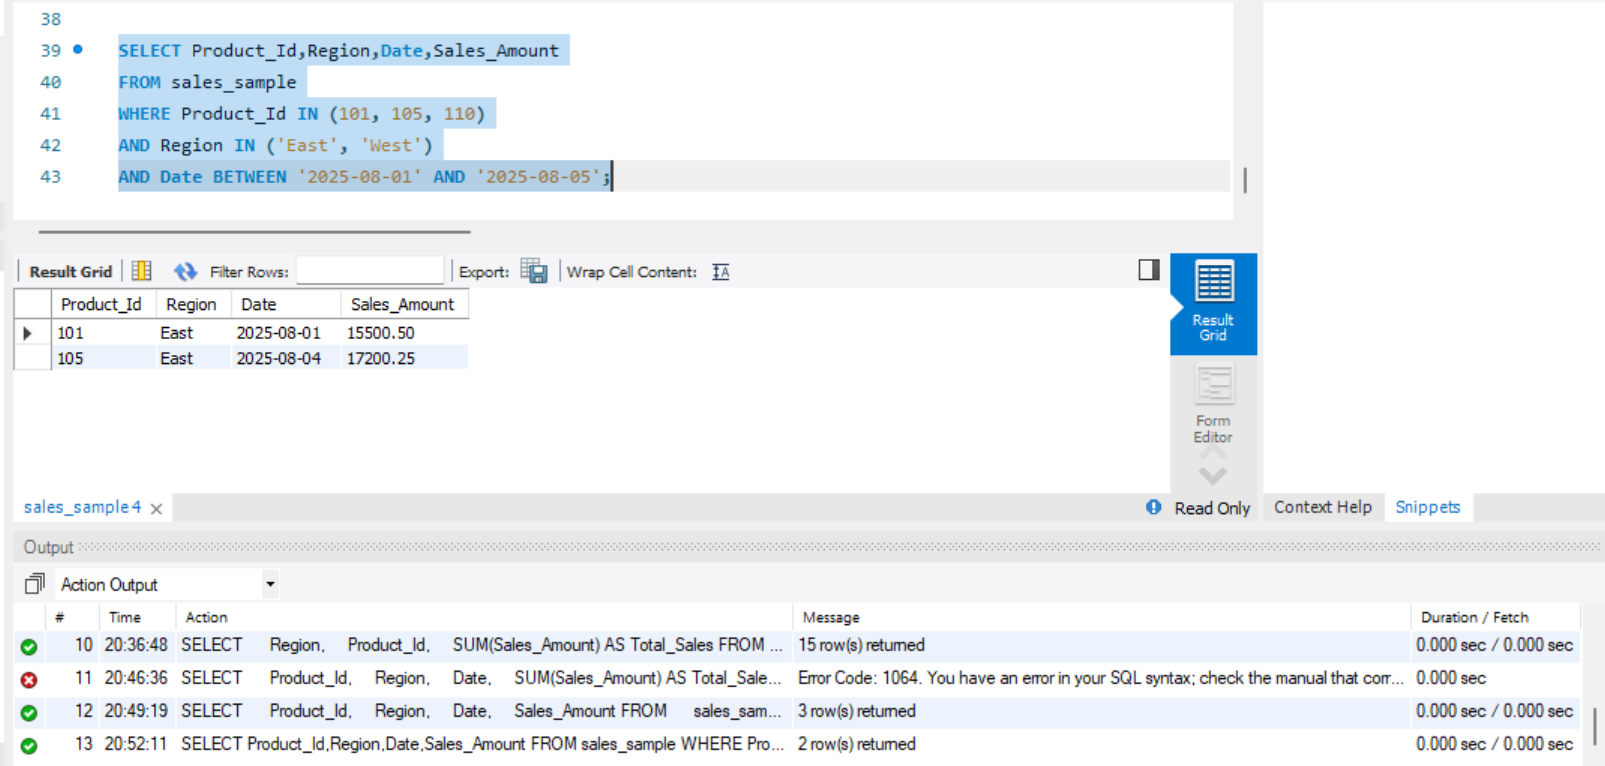 38
39 SELECT Product_Id,Region,Date,Sales_Amount
40 FROM sales_sample
41 WHERE Product_Id IN (101, 105, 110)
42 AND Region IN ('East', 'West')
43 AND Date BETWEEN '2025-08-01' AND '2025-08-05';
Result Grid Filter Rows: Export: Wrap Cell Content:
Product_Id Region Date Sales_Amount
101 East 2025-08-01 15500.50
105 East 2025-08-04 17200.25
Result
Grid
Form
Editor
sales_sample 4 Read Only Context Help Snippets
Output
Action Output
# Time Action Message Duration / Fetch
10 20:36:48 SELECT Region, Product_Id, SUM(Sales_Amount) AS Total_Sales FROM ... 15 row(s) returned 0.000 sec / 0.000 sec
11 20:46:36 SELECT Product_Id, Region, Date, SUM(Sales_Amount) AS Total_Sale... Error Code: 1064. You have an error in your SQL syntax; check the manual that corr... 0.000 sec
12 20:49:19 SELECT Product_Id, Region, Date, Sales_Amount FROM sales_sam... 3 row(s) returned 0.000 sec / 0.000 sec
13 20:52:11 SELECT Product_Id,Region,Date,Sales_Amount FROM sales_sample WHERE Pro... 2 row(s) returned 0.000 sec / 0.000 sec